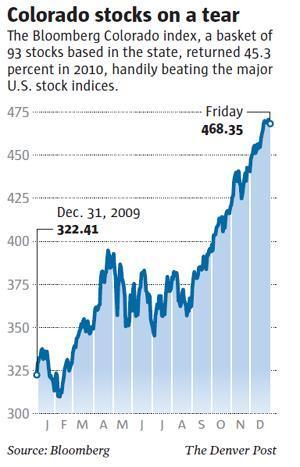 Colorado stocks on a tear
The Bloomberg Colorado index, a basket of
93 stocks based in the state, returned 45.3
percent in 2010, handily beating the major
U.S. stock indices.
475
Friday
468.35
450
425
Dec. 31, 2009
322.41
400
375
350
325
300
J F M A M J J A S O N D
Source: Bloomberg The Denver Post